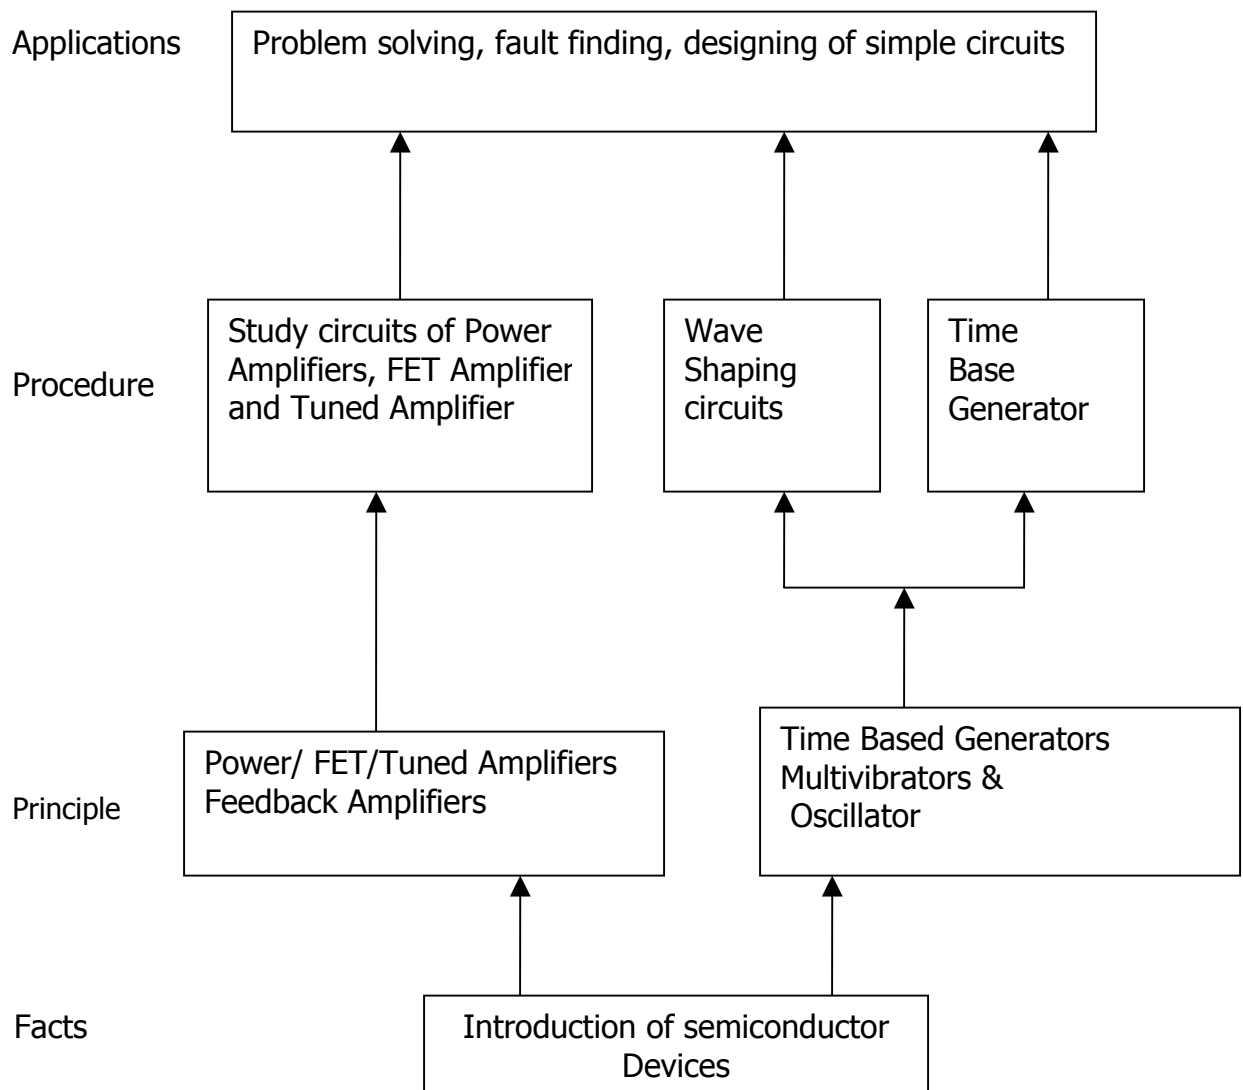 Applications
Problem solving, fault finding, designing of simple circuits
Procedure
Study circuits of Power
Amplifiers, FET Amplifier
and Tuned Amplifier
Wave
Shaping
circuits
Time
Base
Generator
Principle
Power/ FET/Tuned Amplifiers
Feedback Amplifiers
Time Based Generators
Multivibrators &
Oscillator
Facts
Introduction of semiconductor
Devices